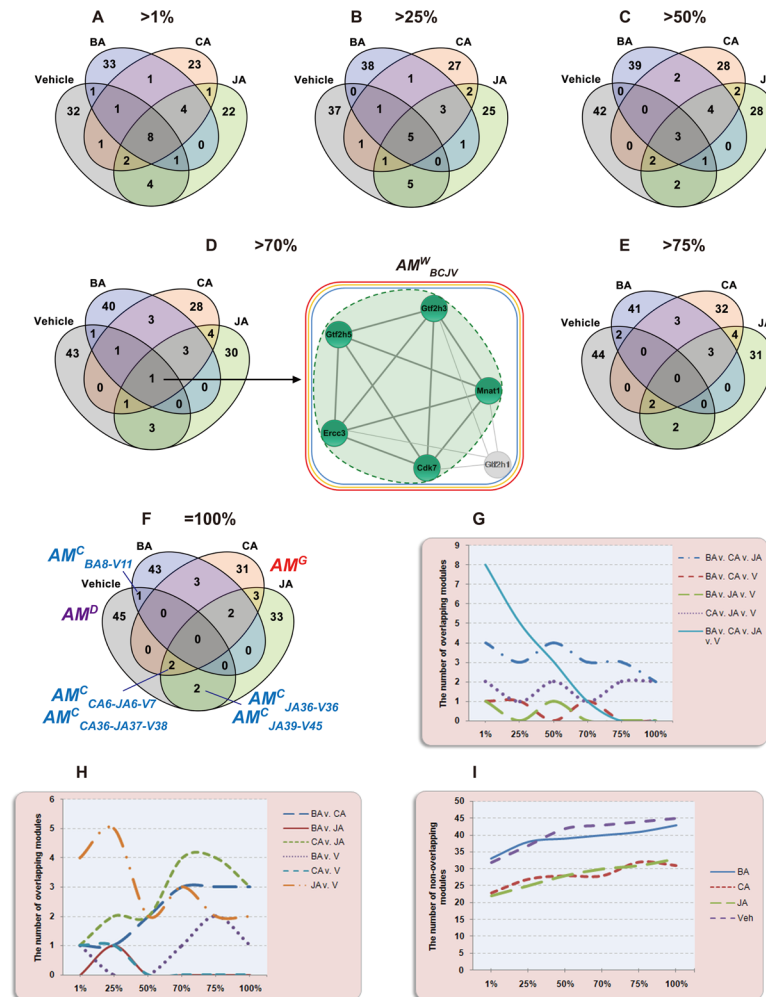 A >1%
BA
CA
Vehicle
JA
33
23
1
1
1
32
1
4
22
8
1
0
2
1
4
B >25%
BA
CA
Vehicle
JA
38
27
1
0
2
37
1
3
25
5
1
1
1
0
5
C >50%
BA
CA
Vehicle
J
39
28
2
0
2
42
0
4
28
3
0
0
2
1
2
D >70%
BA
CA
Vehicle
JA
40
28
3
1
4
43
1
3
30
1
0
0
1
0
3
AM^W_BCJV
Gtf2h3
Gtf2h5
Mnat1
Ercc3
Cdk7
Gtf2h1
E >75%
BA
CA
Vehicle
JA
41
32
3
2
4
44
0
3
31
0
0
0
2
0
2
F =100%
BA
CA
Vehicle
JA
AM^C_BA8-V11
AM^G
AM^D
43
31
3
1
3
45
0
2
33
0
0
0
2
0
2
AM^C_CA6-JA6-V7
AM^C_CA36-JA37-V38
AM^C_JA36-V36
AM^C_JA39-V45
G
The number of overlapping modules
9
8
7
6
5
4
3
2
1
0
1% 25% 50% 70% 75% 100%
BA v. CA v. JA
BA v. CA v. V
BA v. JA v. V
CA v. JA v. V
BA v. CA v. JA
v. V
H
The number of overlapping modules
6
5
4
3
2
1
0
1% 25% 50% 70% 75% 100%
BA v. CA
BA v. JA
CA v. JA
BA v. V
CA v. V
JA v. V
I
The number of non-overlapping
modules
50
45
40
35
30
25
20
15
10
5
0
1% 25% 50% 70% 75% 100%
BA
CA
JA
Veh